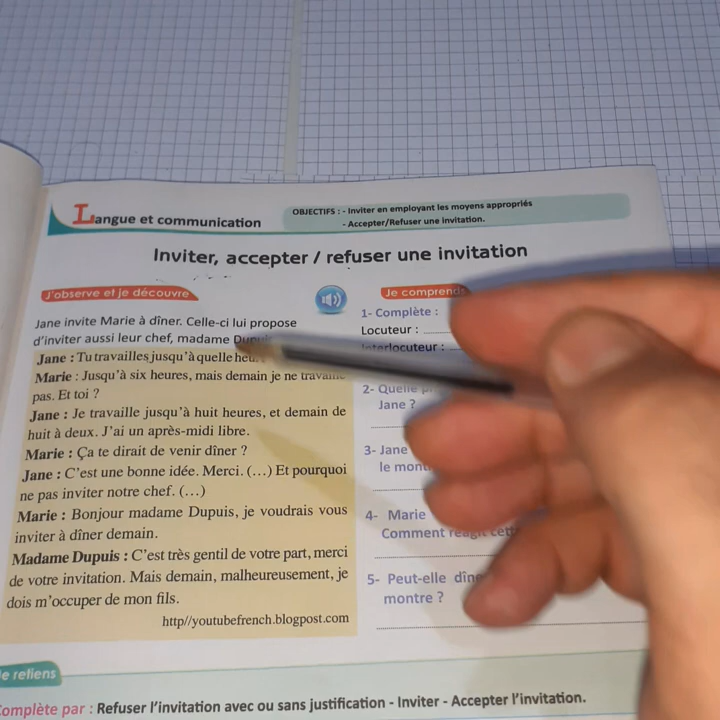 Langue et communication
OBJECTIFS : - Inviter en employant les moyens appropriés
- Accepter/Refuser une invitation.
Inviter, accepter / refuser une invitation
J'observe et je découvre
Jane invite Marie à dîner. Celle-ci lui propose
d'inviter aussi leur chef, madame
Jane : Tu travailles jusqu'à quelle
Marie : Jusqu'à six heures, mais demain je ne
pas. Et toi ?
Jane : Je travaille jusqu'à huit heures, et demain de
huit à deux. J'ai un après-midi libre.
Marie : Ça te dirait de venir dîner ?
Jane : C'est une bonne idée. Merci. (...) Et pourquoi
ne pas inviter notre chef. (...)
Marie : Bonjour madame Dupuis, je voudrais vous
inviter à dîner demain.
Madame Dupuis : C'est très gentil de votre part, merci
de votre invitation. Mais demain, malheureusement, je
dois m'occuper de mon fils.
http//youtubefrench.blogpost.com
Je comprends
1- Complète :
Locuteur :
Interlocuteur :
2- Quelle
Jane ?
3- Jane
le
4- Marie
Comment réagit
5- Peut-elle
montre ?
Je retiens
Complète par : Refuser l'invitation avec ou sans justification - Inviter - Accepter l'invitation.